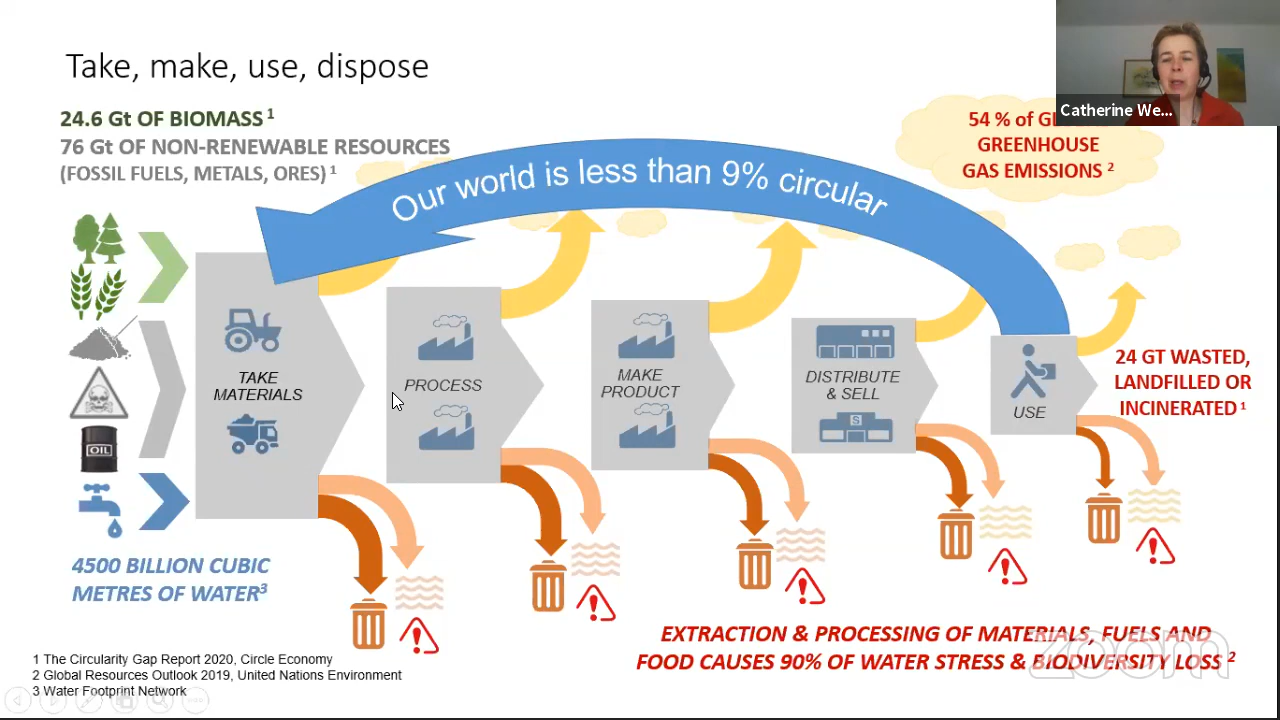 Take, make, use, dispose
Catherine We...
24.6 Gt OF BIOMASS 1
76 Gt OF NON-RENEWABLE RESOURCES
(FOSSIL FUELS, METALS, ORES) 1
54 % of
GREENHOUSE
GAS EMISSIONS 2
Our world is less than 9% circular
TAKE
MATERIALS
PROCESS
MAKE
PRODUCT
DISTRIBUTE
& SELL
S
USE
OIL
24 GT WASTED,
LANDFILLED OR
INCINERATED 1
4500 BILLION CUBIC
METRES OF WATER3
EXTRACTION & PROCESSING OF MATERIALS, FUELS AND
FOOD CAUSES 90% OF WATER STRESS & BIODIVERSITY LOSS 2
zoom
1 The Circularity Gap Report 2020, Circle Economy
2 Global Resources Outlook 2019, United Nations Environment
3 Water Footprint Network